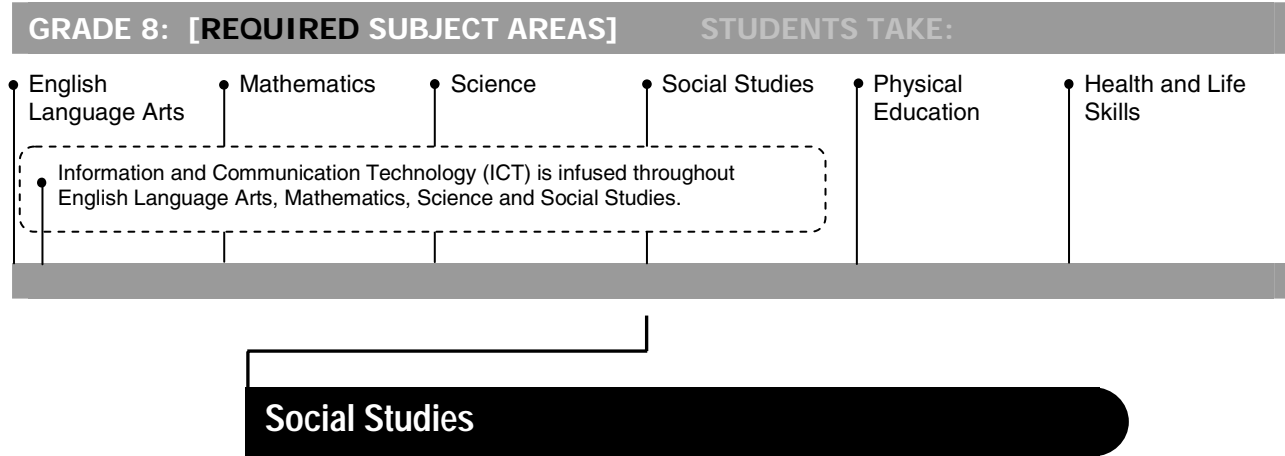 GRADE 8: [REQUIRED SUBJECT AREAS] STUDENTS TAKE:
English
Language Arts
Mathematics
Science
Social Studies
Physical
Education
Health and Life
Skills
Information and Communication Technology (ICT) is infused throughout
English Language Arts, Mathematics, Science and Social Studies.
Social Studies